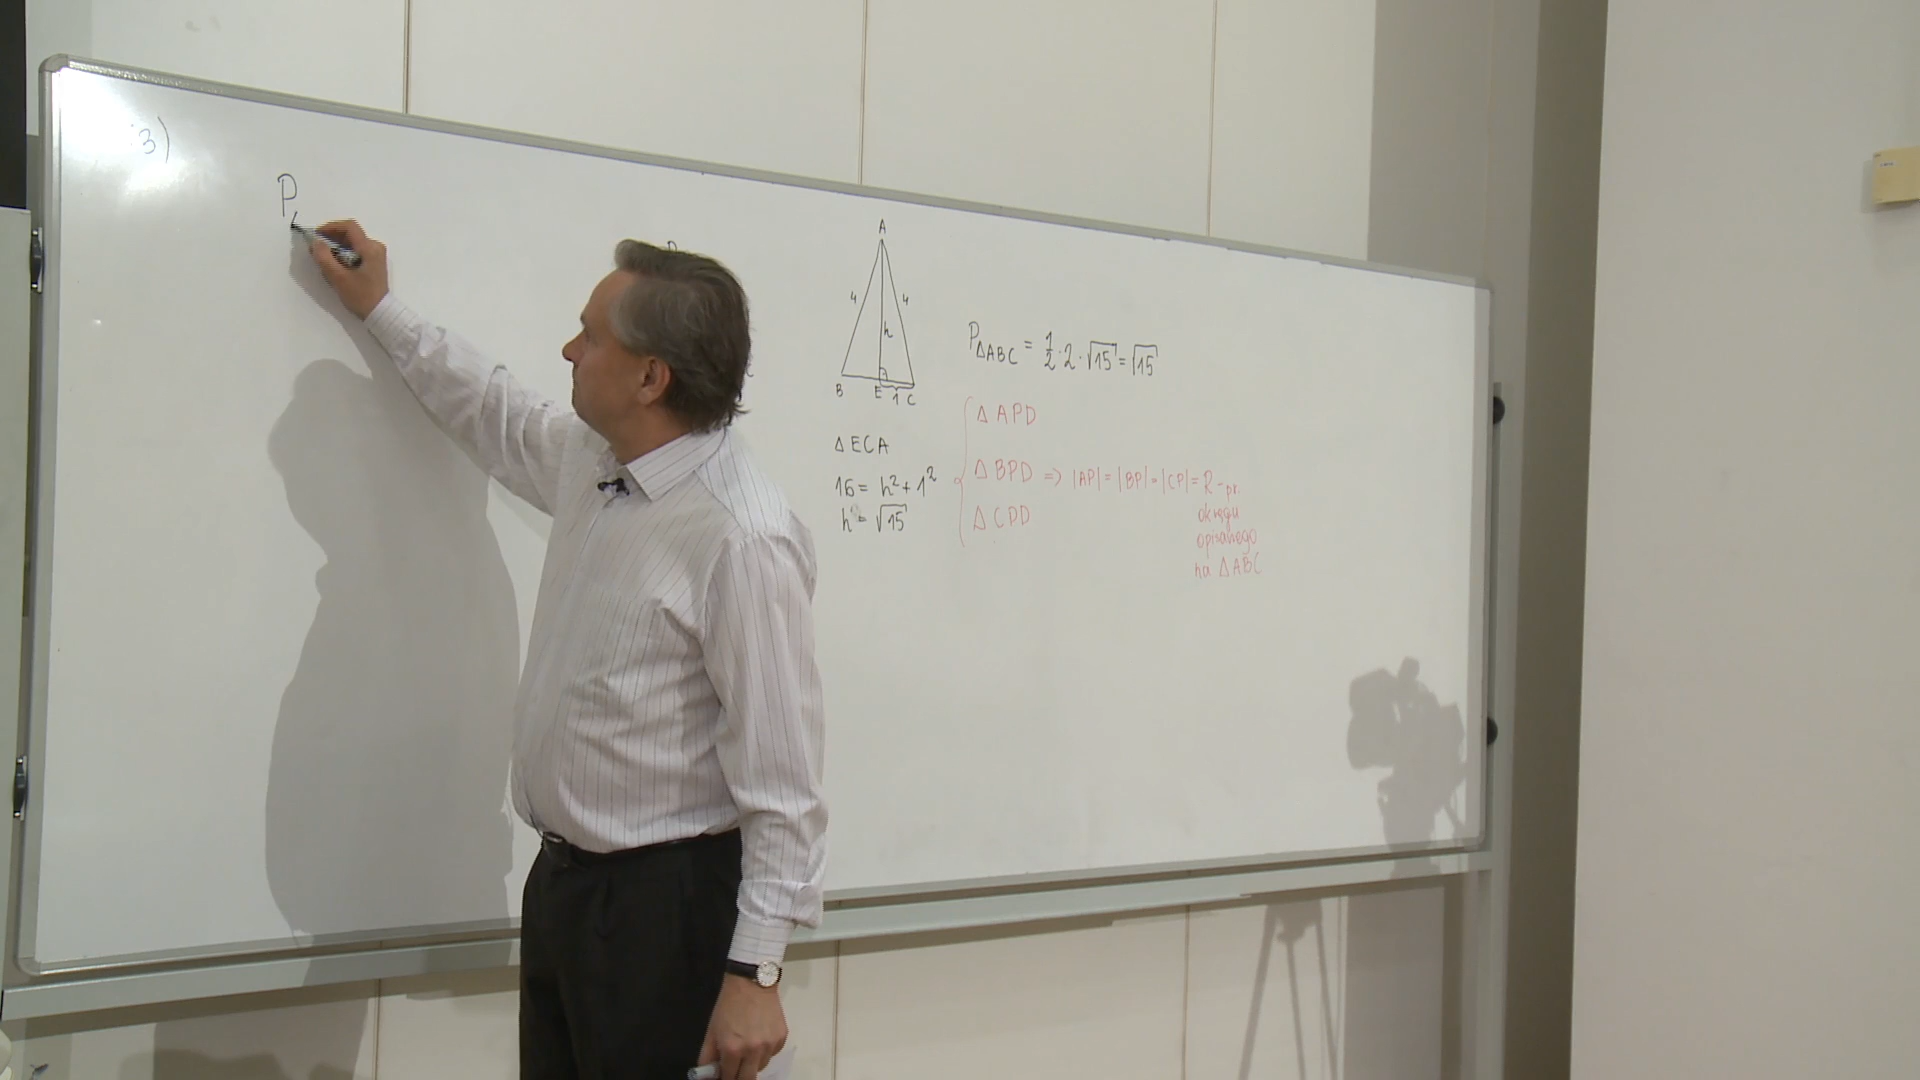 3)
P
A
4 4
h
B E 1 C
P△ABC = 1/2 · 2 · √15 = √15
△ECA
16 = h² + 1²
h = √15
△ APD
△ BPD ⇒ |AP| = |BP| = |CP| = R - pr.
okręgu
opisanego
na △ABC
△ CPD